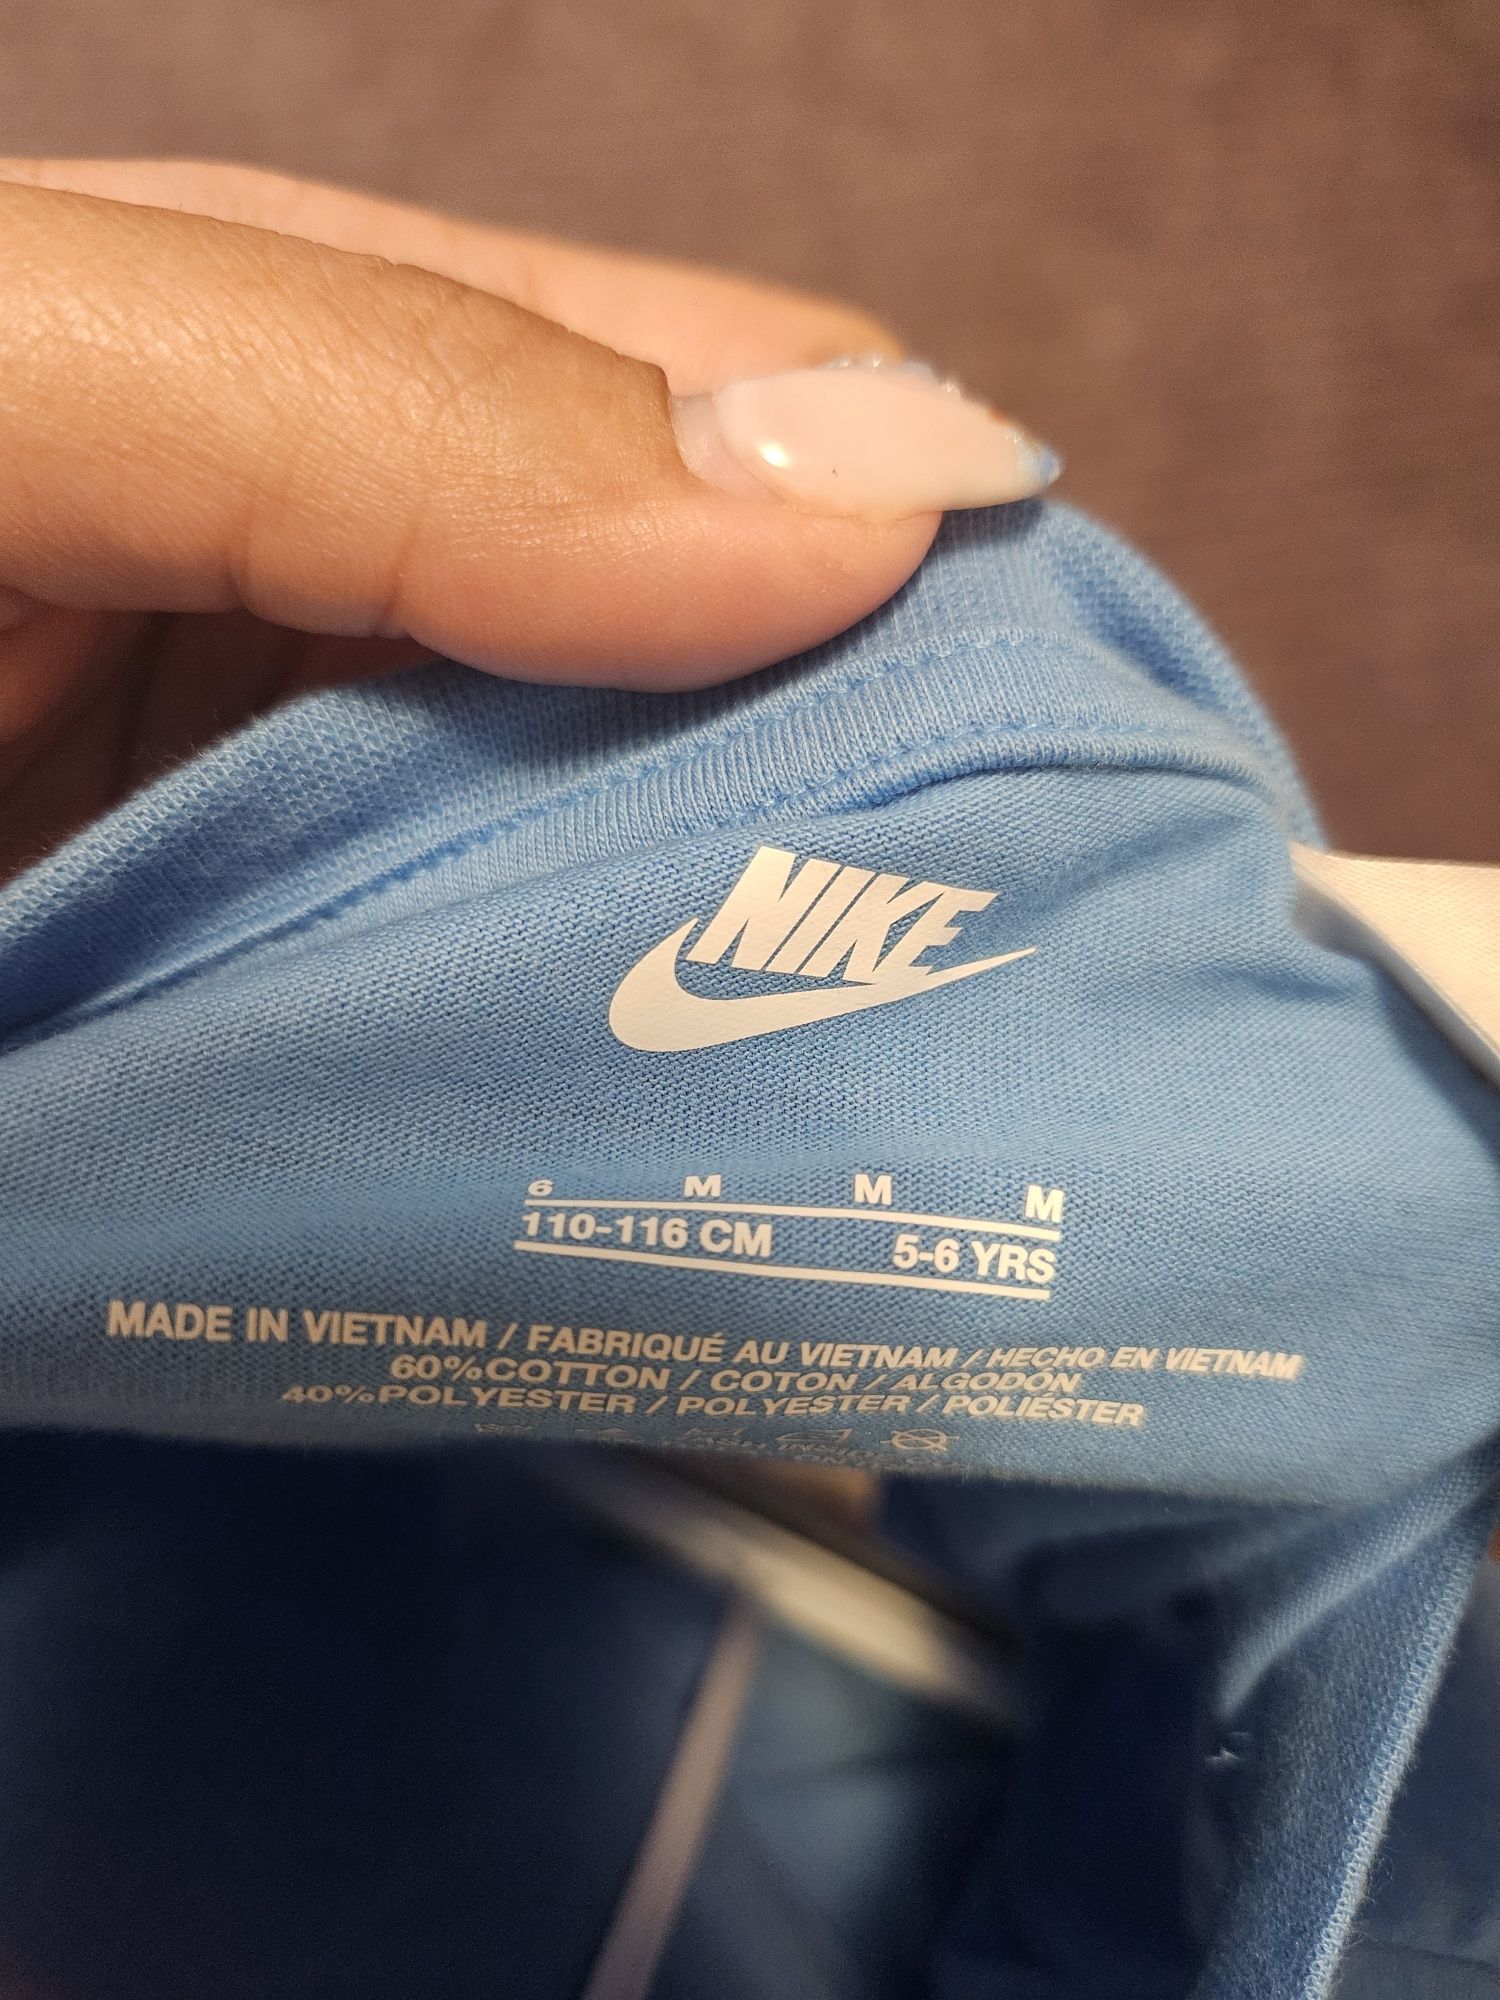 NIKE
6 M M M
110-116 CM 5-6 YRS
MADE IN VIETNAM / FABRIQUÉ AU VIETNAM / HECHO EN VIETNAM
60%COTTON / COTON / ALGODÓN
40%POLYESTER / POLYESTER / POLIÉSTER